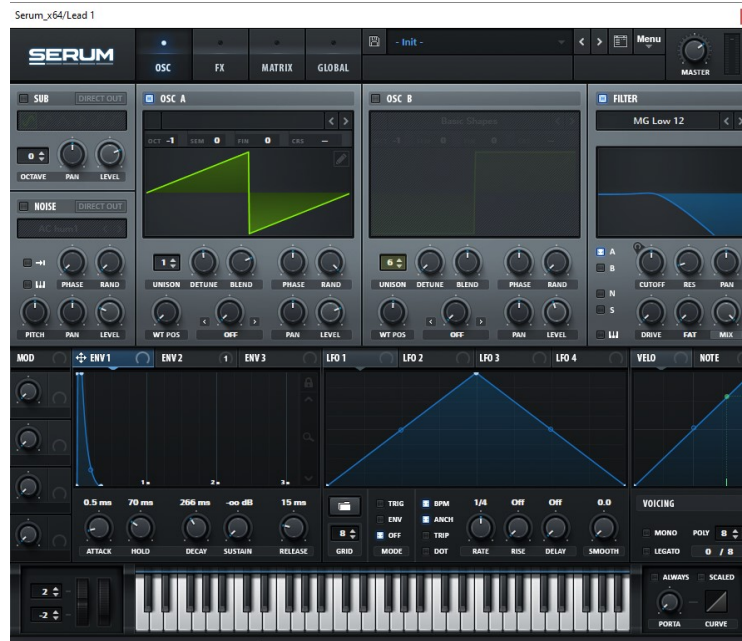 Serum_x64/Lead 1
SERUM
OSC FX MATRIX GLOBAL
- Init -
Menu
MASTER
SUB DIRECT OUT
0
OCTAVE PAN LEVEL
NOISE DIRECT OUT
PHASE RAND
PITCH PAN LEVEL
OSC A
OCT -1 SEM 0 FIN 0 CRS --
1
UNISON DETUNE BLEND PHASE RAND
OFF
WT POS PAN LEVEL
OSC B
Basic Shapes
6
UNISON DETUNE BLEND PHASE RAND
OFF
WT POS PAN LEVEL
FILTER
MG Low 12
A
B
N
S
CUTOFF RES PAN
DRIVE FAT MIX
MOD ENV 1 ENV 2 1 ENV 3 LFO 1 LFO 2 LFO 3 LFO 4 VELO NOTE
1s 2s 3s
0.5 ms 70 ms 266 ms -oo dB 15 ms
ATTACK HOLD DECAY SUSTAIN RELEASE
8
GRID
TRIG
ENV
OFF
MODE
BPM
ANCH
TRIP
DOT
1/4 Off Off 0.0
RATE RISE DELAY SMOOTH
VOICING
MONO POLY 8
LEGATO 0 / 8
ALWAYS SCALED
PORTA CURVE
2
-2